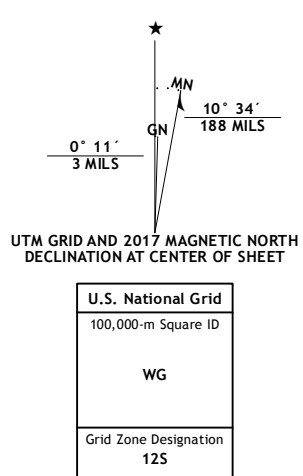 ★
MN
10° 34´
188 MILS
GN
0° 11´
3 MILS
UTM GRID AND 2017 MAGNETIC NORTH
DECLINATION AT CENTER OF SHEET
U.S. National Grid
100,000-m Square ID
WG
Grid Zone Designation
12S